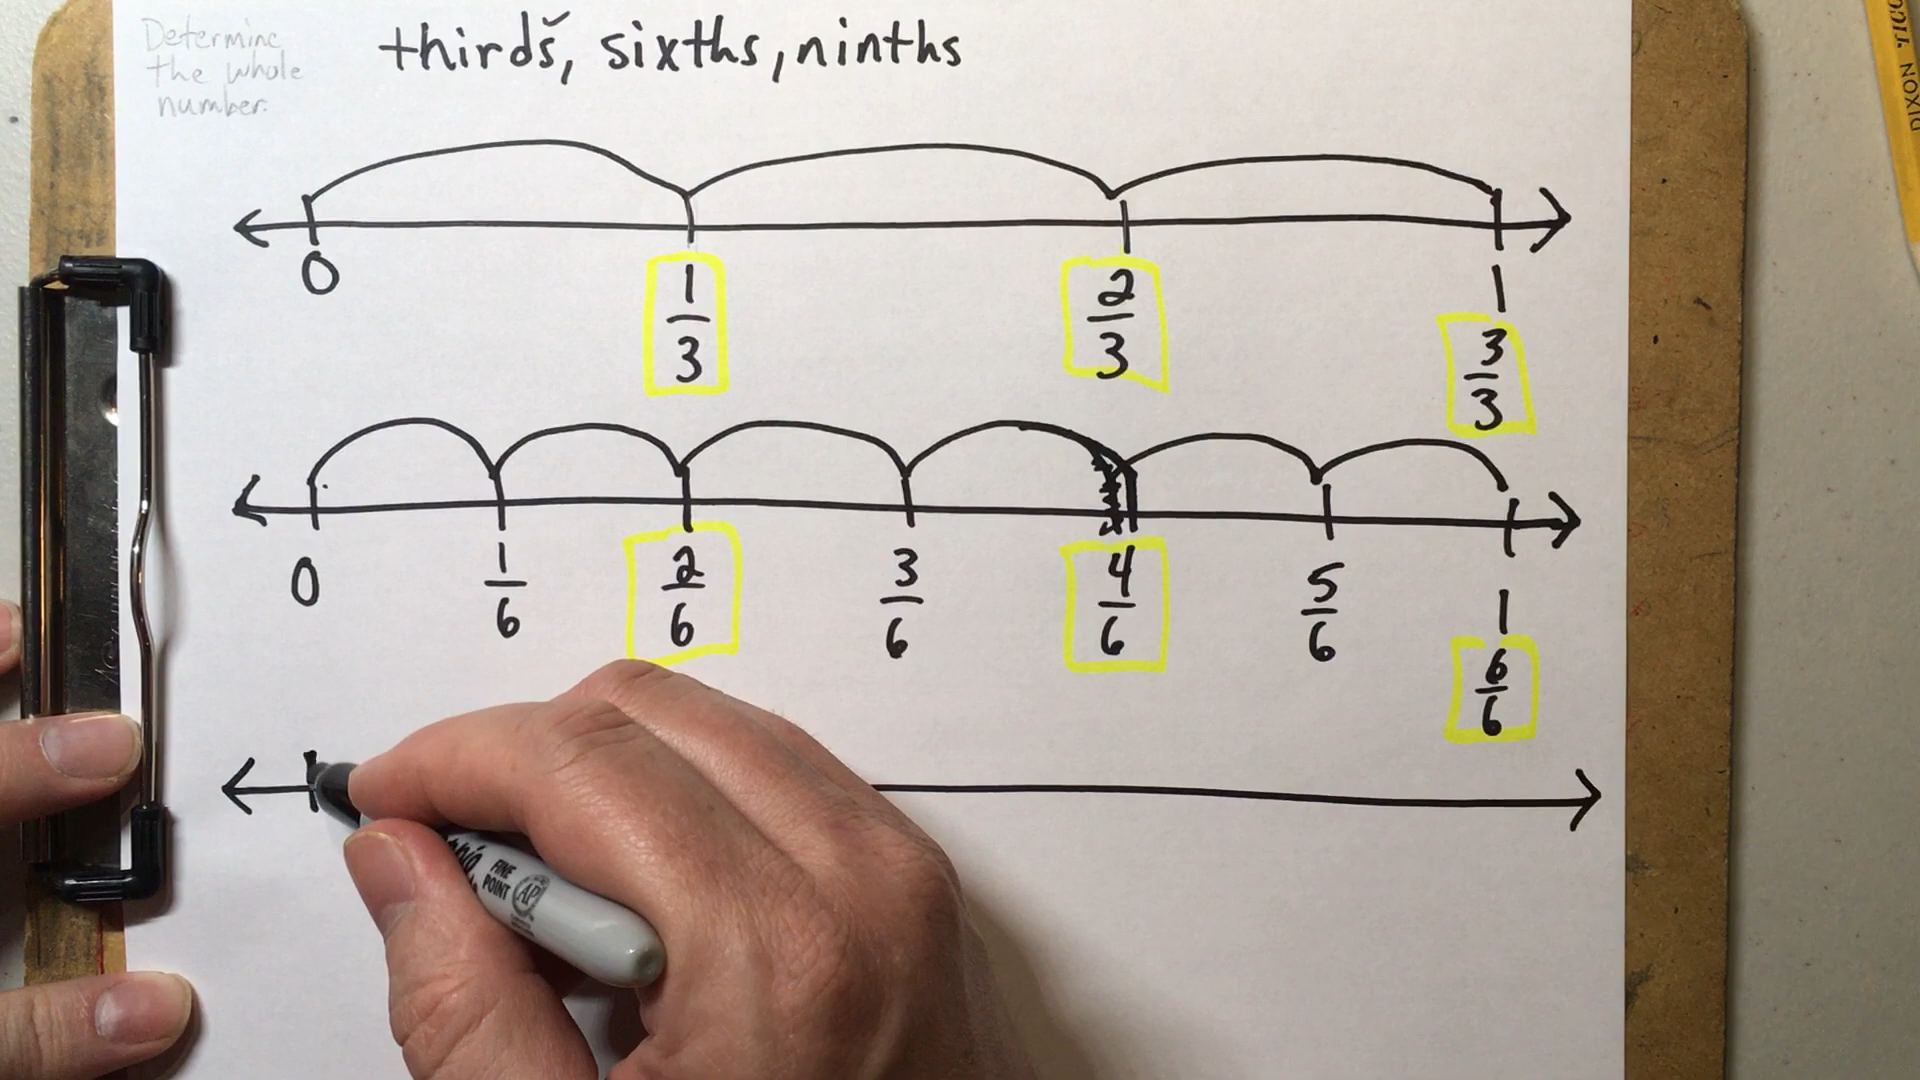 Determine
the whole
number.
thirds, sixths, ninths
0 1/3 2/3 1
3/3
0 1/6 2/6 3/6 4/6 5/6 1
6/6
FINE
POINT
AP
DIXON